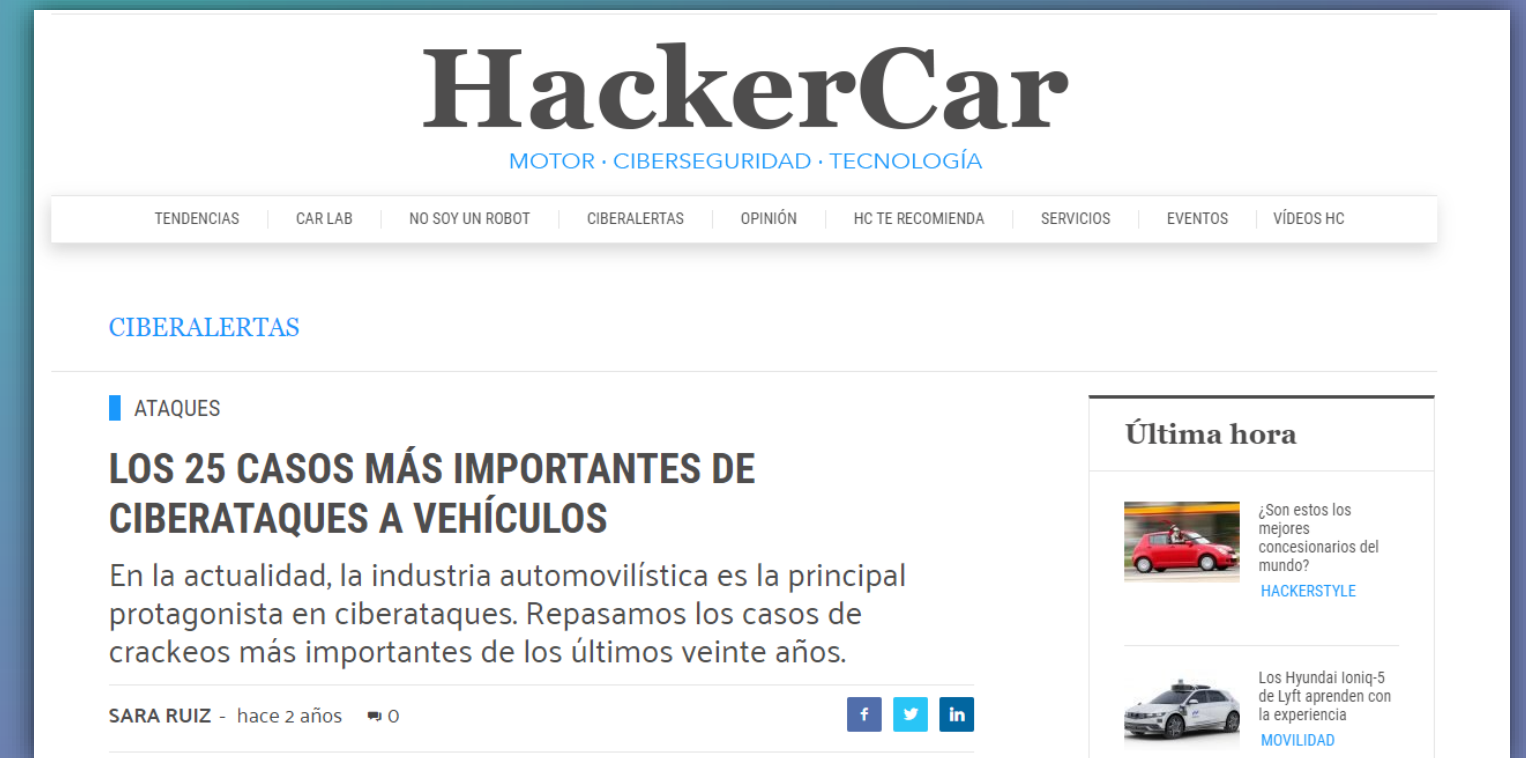 HackerCar
MOTOR · CIBERSEGURIDAD · TECNOLOGÍA
TENDENCIAS CAR LAB NO SOY UN ROBOT CIBERALERTAS OPINIÓN HC TE RECOMIENDA SERVICIOS EVENTOS VÍDEOS HC
CIBERALERTAS
ATAQUES
LOS 25 CASOS MÁS IMPORTANTES DE
CIBERATAQUES A VEHÍCULOS
En la actualidad, la industria automovilística es la principal
protagonista en ciberataques. Repasamos los casos de
crackeos más importantes de los últimos veinte años.
SARA RUIZ - hace 2 años 0
f in
Última hora
¿Son estos los
mejores
concesionarios del
mundo?
HACKERSTYLE
Los Hyundai Ioniq-5
de Lyft aprenden con
la experiencia
MOVILIDAD